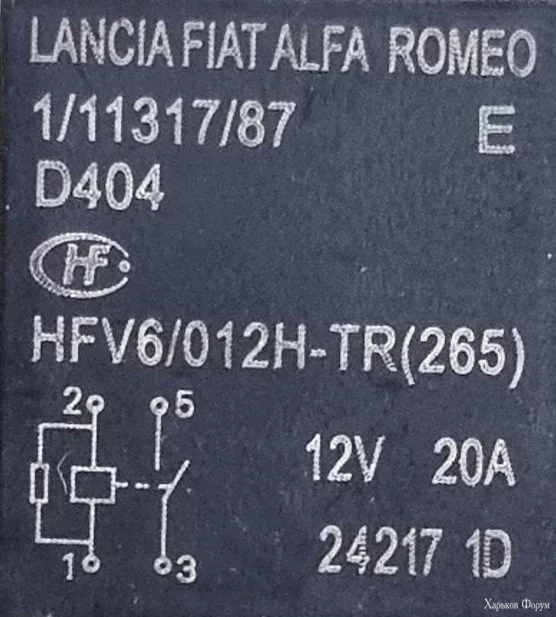 LANCIA FIAT ALFA ROMEO
1/11317/87 E
D404
HF
HFV6/012H-TR(265)
2 5
12V 20A
1 3
24217 1D
Харьков Форум